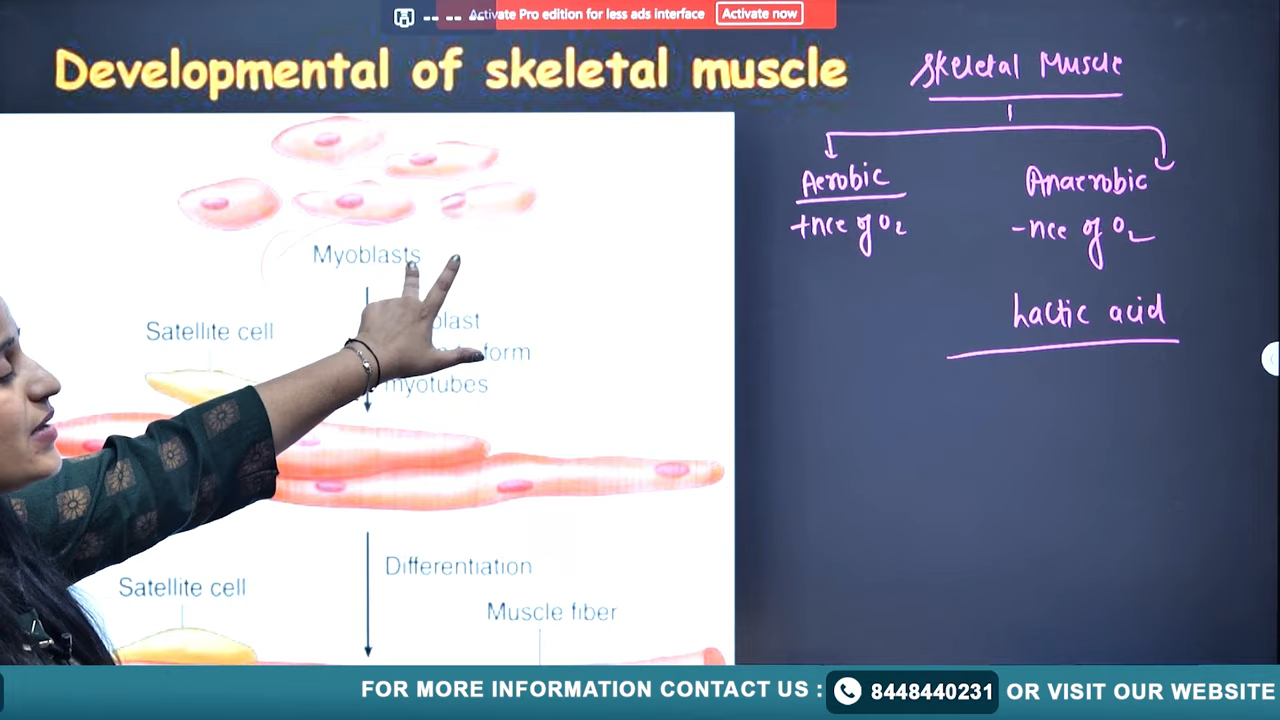 Activate Pro edition for less ads interface
Activate now
Developmental of skeletal muscle
Skeletal Muscle
Aerobic
+nce of O2
Anaerobic
-nce of O2
Lactic acid
Myoblasts
Satellite cell
myotubes
Differentiation
Satellite cell
Muscle fiber
FOR MORE INFORMATION CONTACT US : 8448440231 OR VISIT OUR WEBSITE